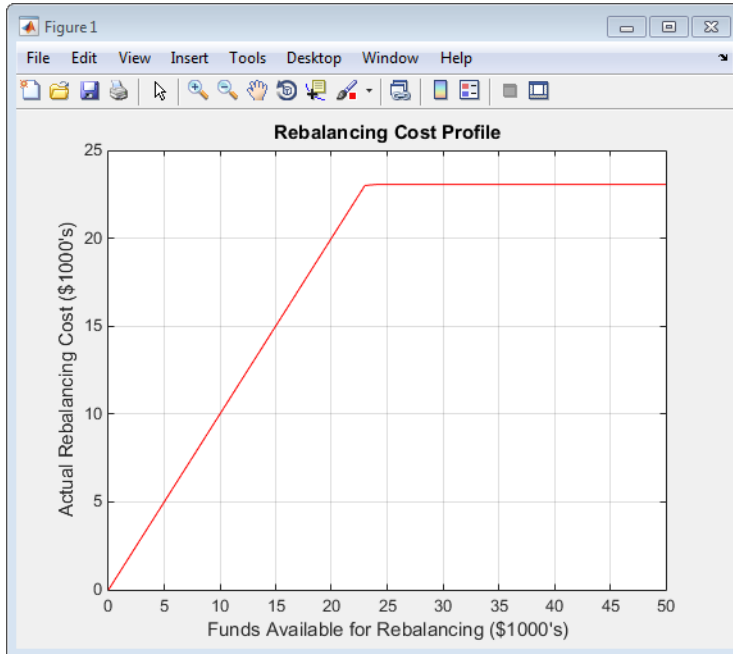 Figure 1
File Edit View Insert Tools Desktop Window Help
Rebalancing Cost Profile
25
20
15
10
5
0
Actual Rebalancing Cost ($1000's)
0 5 10 15 20 25 30 35 40 45 50
Funds Available for Rebalancing ($1000's)